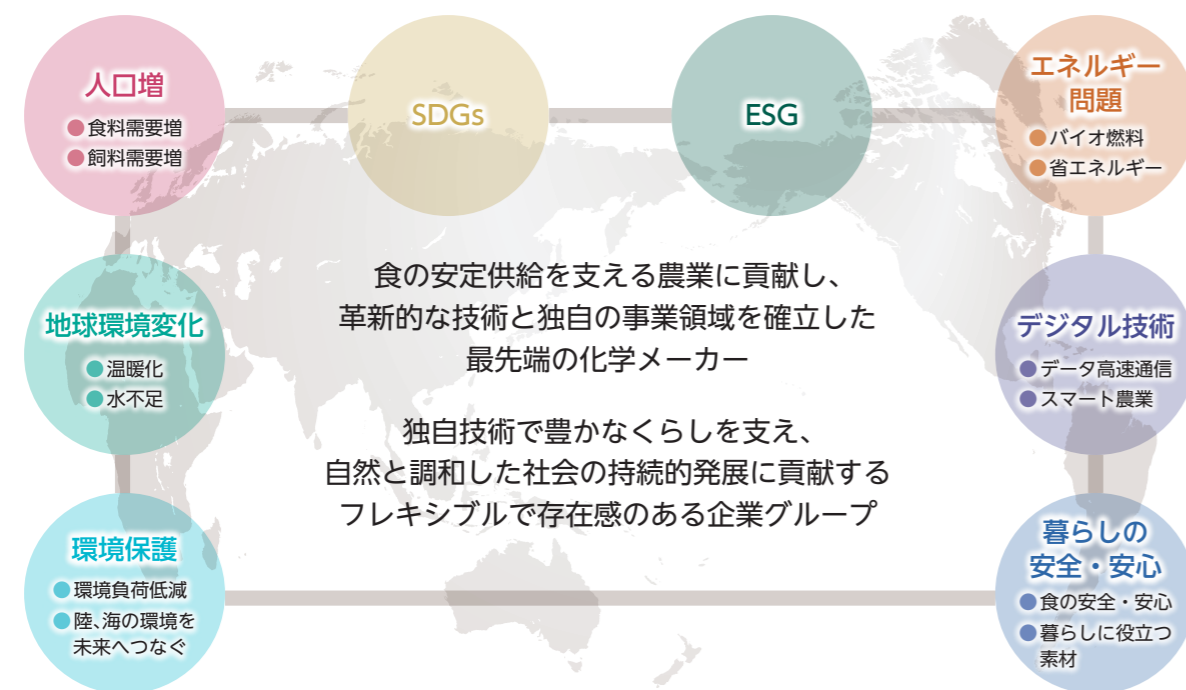 人口増
●食料需要増
●飼料需要増
SDGs
ESG
エネルギー
問題
●バイオ燃料
●省エネルギー
地球環境変化
●温暖化
●水不足
食の安定供給を支える農業に貢献し、
革新的な技術と独自の事業領域を確立した
最先端の化学メーカー
独自技術で豊かなくらしを支え、
自然と調和した社会の持続的発展に貢献する
フレキシブルで存在感のある企業グループ
デジタル技術
●データ高速通信
●スマート農業
環境保護
●環境負荷低減
●陸、海の環境を
未来へつなぐ
暮らしの
安全・安心
●食の安全・安心
●暮らしに役立つ
素材